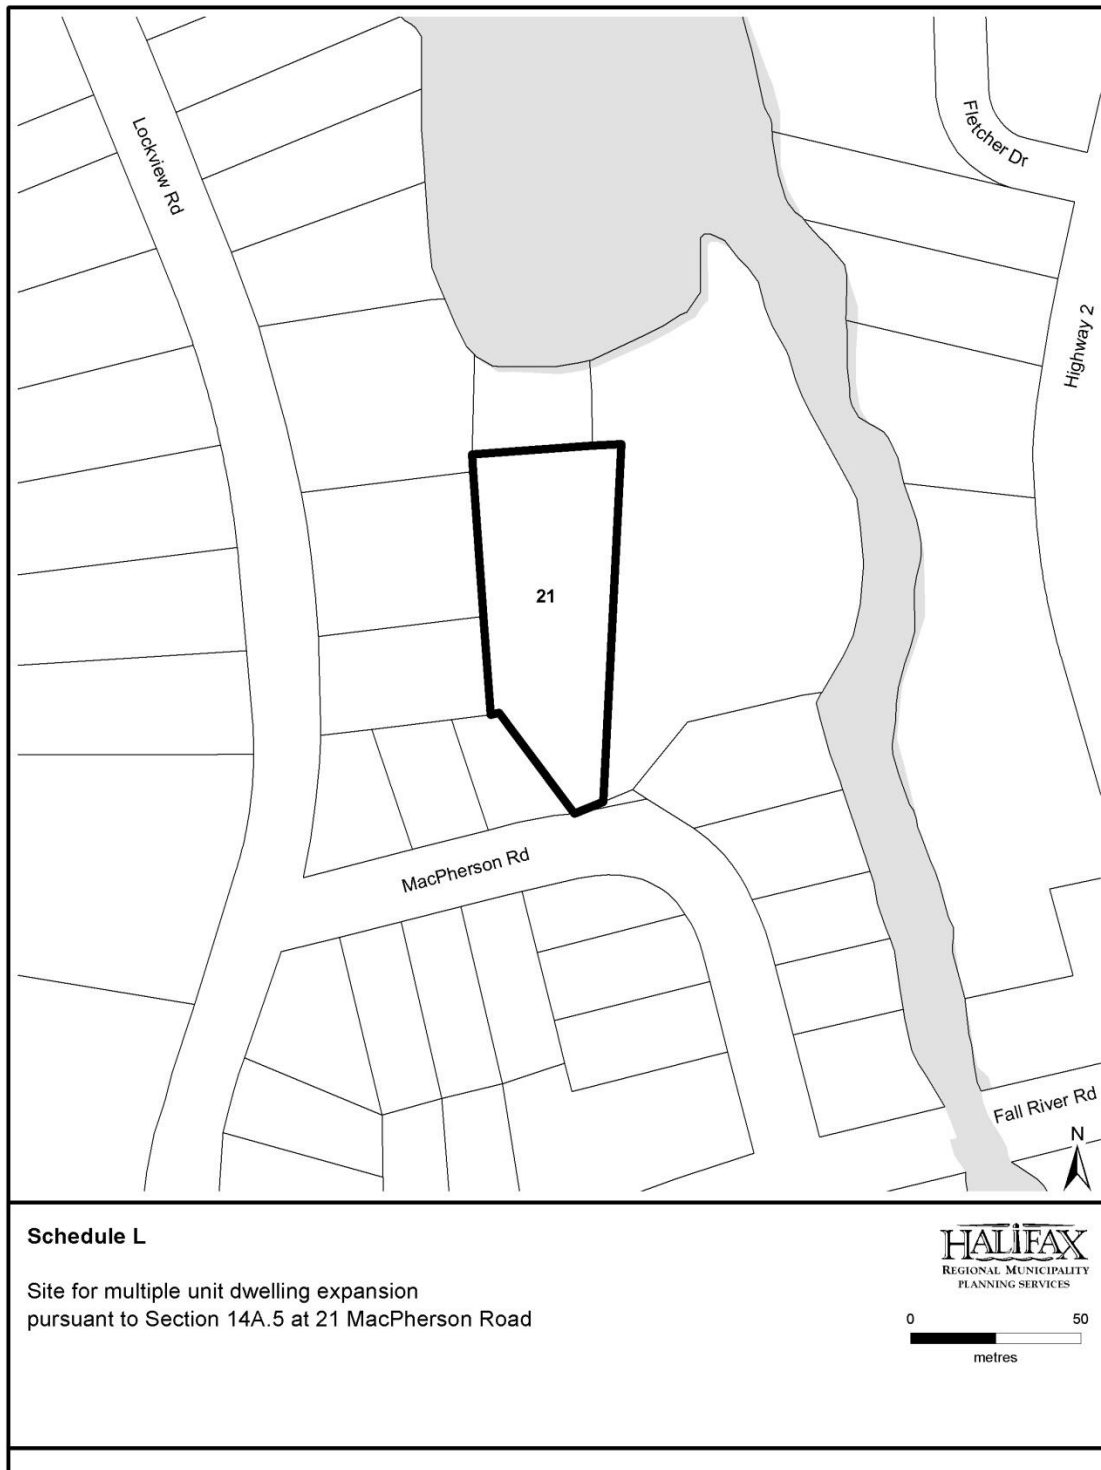 Lockview Rd
Fletcher Dr
Highway 2
21
MacPherson Rd
Fall River Rd
N
Schedule L
Site for multiple unit dwelling expansion
pursuant to Section 14A.5 at 21 MacPherson Road
HALIFAX
REGIONAL MUNICIPALITY
PLANNING SERVICES
0 50
metres